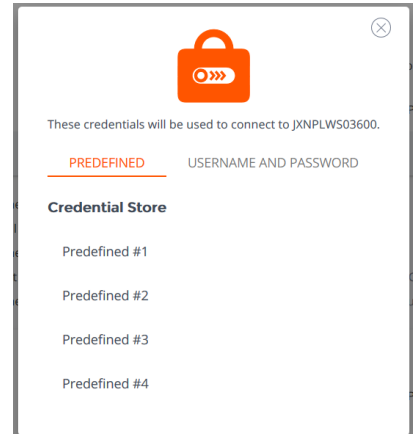 These credentials will be used to connect to JXNPLWS03600.
PREDEFINED USERNAME AND PASSWORD
Credential Store
Predefined #1
Predefined #2
Predefined #3
Predefined #4